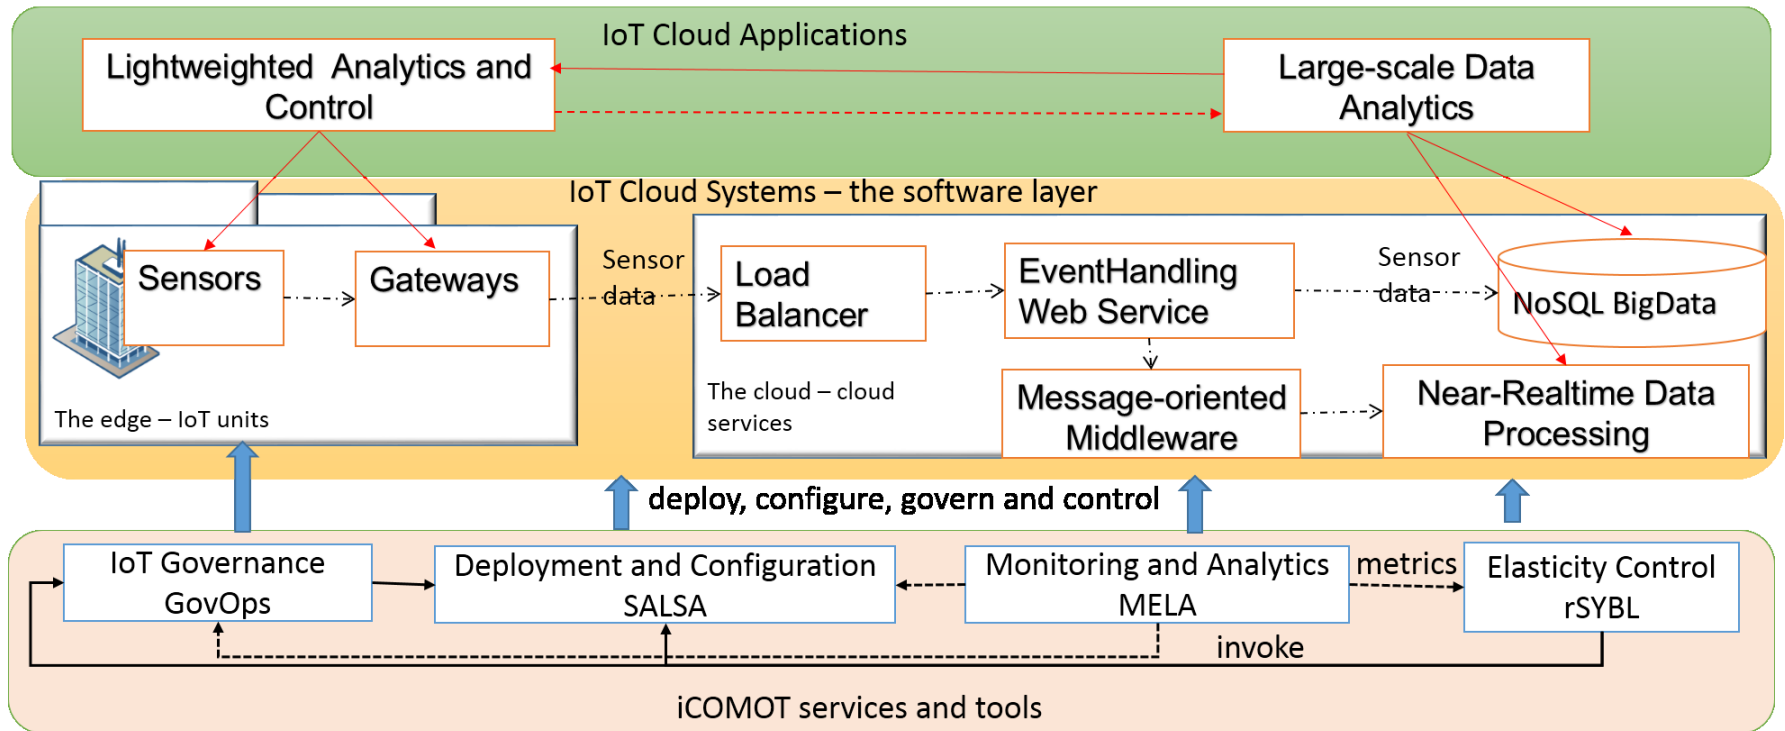 IoT Cloud Applications
Lightweighted Analytics and
Control
Large-scale Data
Analytics
IoT Cloud Systems – the software layer
Sensors
Gateways
Sensor
data
Load
Balancer
EventHandling
Web Service
Sensor
data
NoSQL BigData
The edge – IoT units
The cloud – cloud
services
Message-oriented
Middleware
Near-Realtime Data
Processing
deploy, configure, govern and control
IoT Governance
GovOps
Deployment and Configuration
SALSA
Monitoring and Analytics
MELA
metrics
Elasticity Control
rSYBL
invoke
iCOMOT services and tools